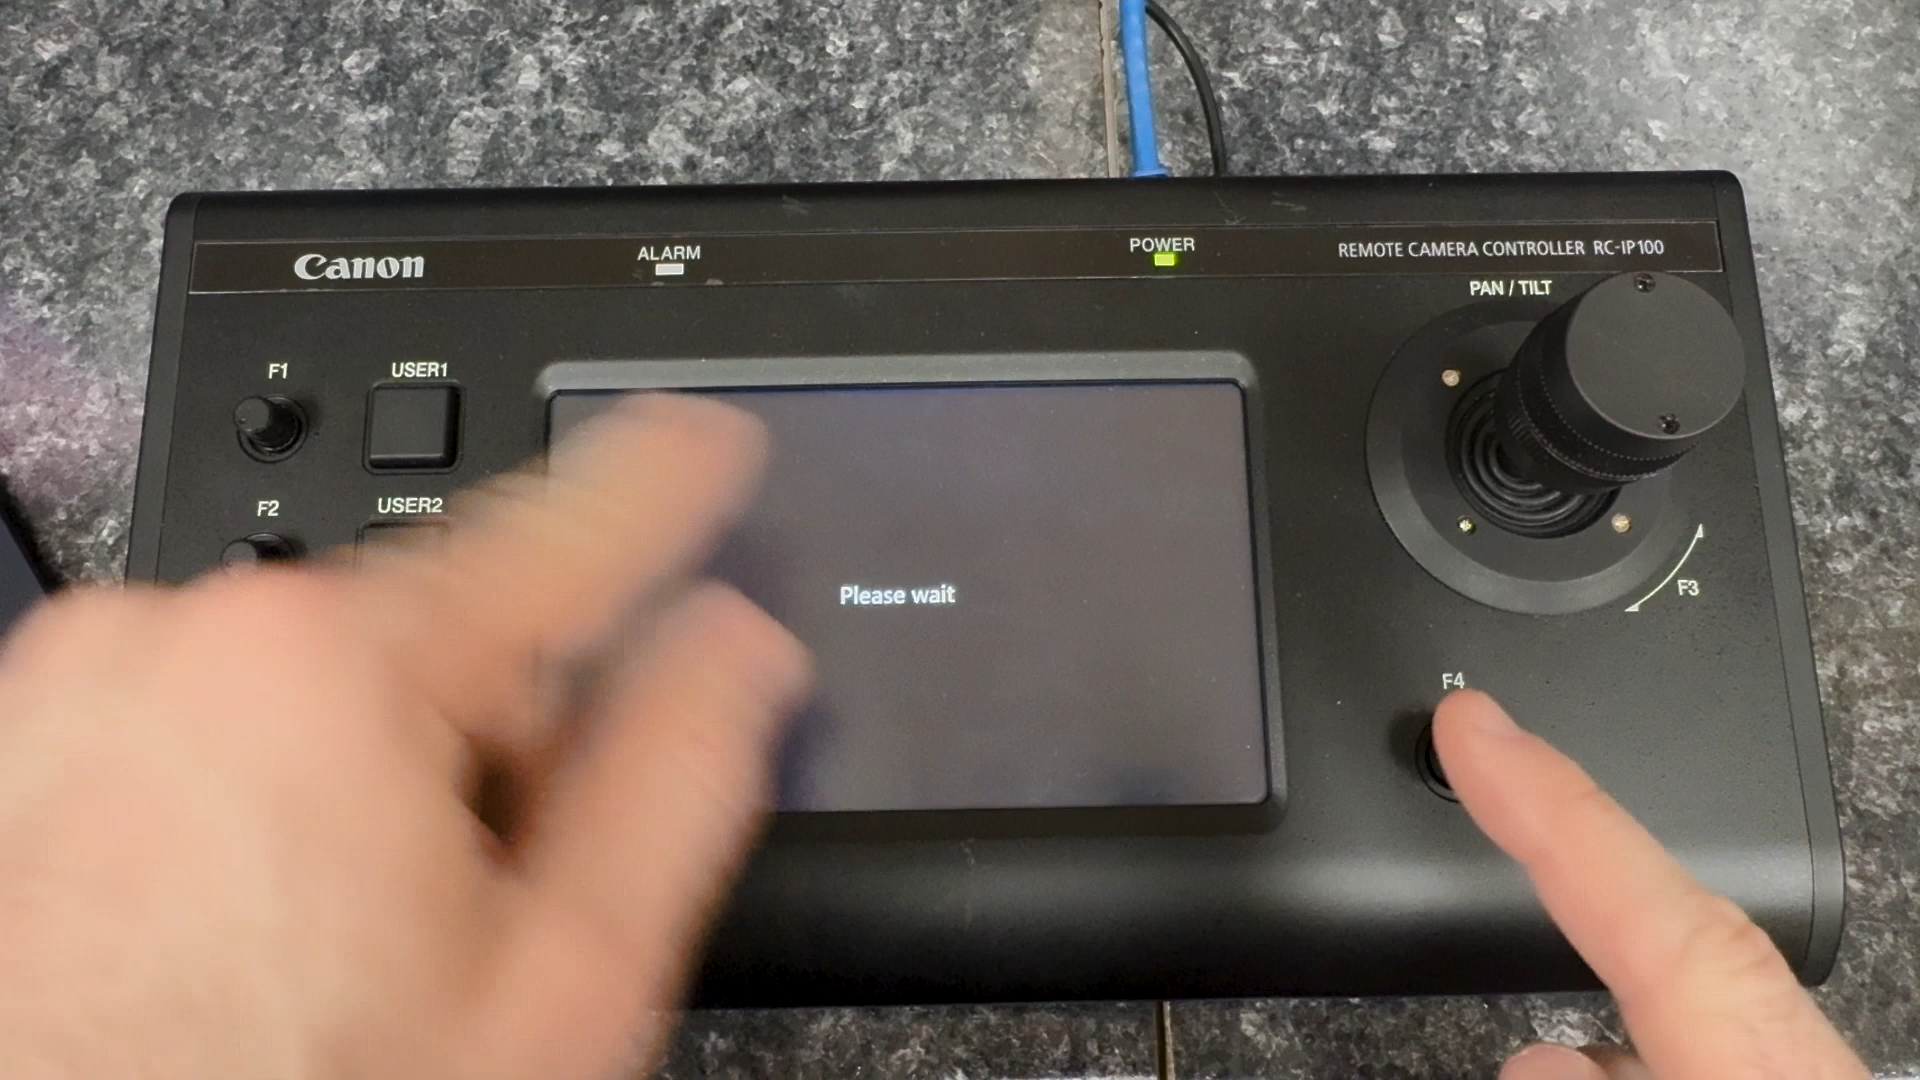 Canon
ALARM
POWER
REMOTE CAMERA CONTROLLER RC-IP100
PAN / TILT
F1
USER1
F2
USER2
Please wait
F3
F4